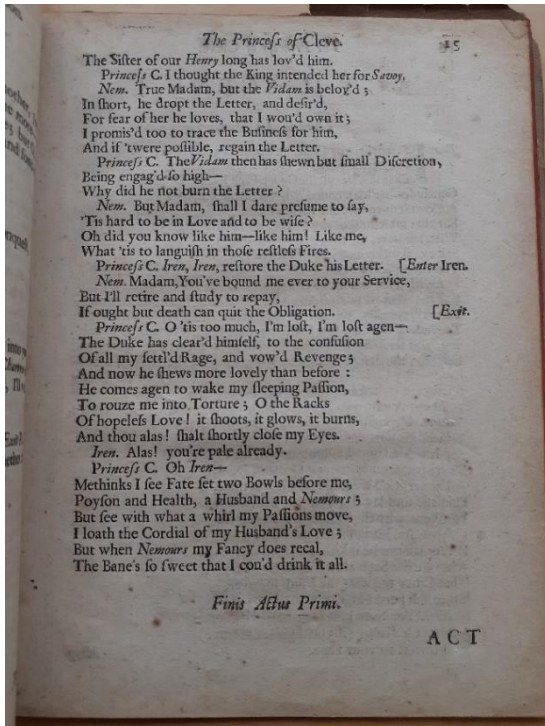 The Princeſs of Cleve.
15
The Siſter of our Henry long has lov'd him.
Princeſs C. I thought the King intended her for Savoy.
Nem. True Madam, but the Vidam is belov'd ;
In ſhort, he dropt the Letter, and deſir'd,
For fear of her he loves, that I wou'd own it ;
I promis'd too to trace the Buſineſs for him,
And if 'twere poſſible, regain the Letter.
Princeſs C. The Vidam then has ſhewn but ſmall Diſcretion,
Being engag'd ſo high—
Why did he not burn the Letter ?
Nem. But Madam, ſhall I dare preſume to ſay,
'Tis hard to be in Love and to be wiſe ?
Oh did you know like him—like him! Like me,
What 'tis to languiſh in thoſe reſtleſs Fires.
Princeſs C. Iren, Iren, reſtore the Duke his Letter. [Enter Iren.
Nem. Madam, You've bound me ever to your Service,
But I'll retire and ſtudy to repay,
If ought but death can quit the Obligation. [Exit.
Princeſs C. O 'tis too much, I'm loſt, I'm loſt agen—
The Duke has clear'd himſelf, to the confuſion
Of all my ſettl'd Rage, and vow'd Revenge ;
And now he ſhews more lovely than before :
He comes agen to wake my ſleeping Paſſion,
To rouze me into Torture ; O the Racks
Of hopeleſs Love ! it ſhoots, it glows, it burns,
And thou alas ! ſhalt ſhortly cloſe my Eyes.
Iren. Alas! you're pale already.
Princeſs C. Oh Iren—
Methinks I ſee Fate ſet two Bowls before me,
Poyſon and Health, a Husband and Nemours ;
But ſee with what a whirl my Paſſions move,
I loath the Cordial of my Husband's Love ;
But when Nemours my Fancy does recal,
The Bane's ſo ſweet that I cou'd drink it all.
Finis Actus Primi.
ACT